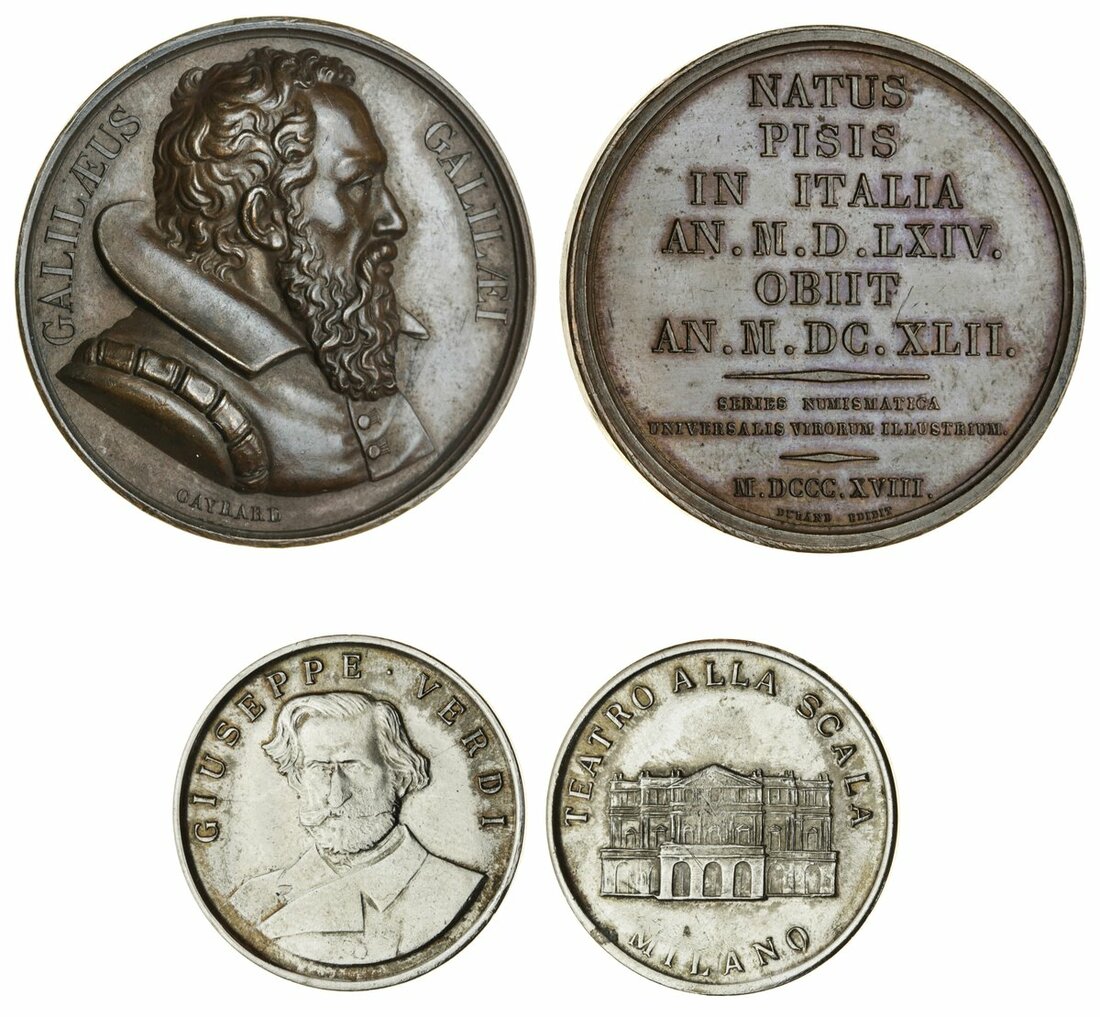 GALILÆUS GALILÆI
GAYRARD
NATUS
PISIS
IN ITALIA
AN. M. D. LXIV.
OBIIT
AN. M. DC. XLII.
SERIES NUMISMATICA
UNIVERSALIS VIRORUM ILLUSTRIUM.
M. DCCC. XVIII.
DURAND EDIDIT
GIUSEPPE · VERDI
TEATRO ALLA SCALA
MILANO